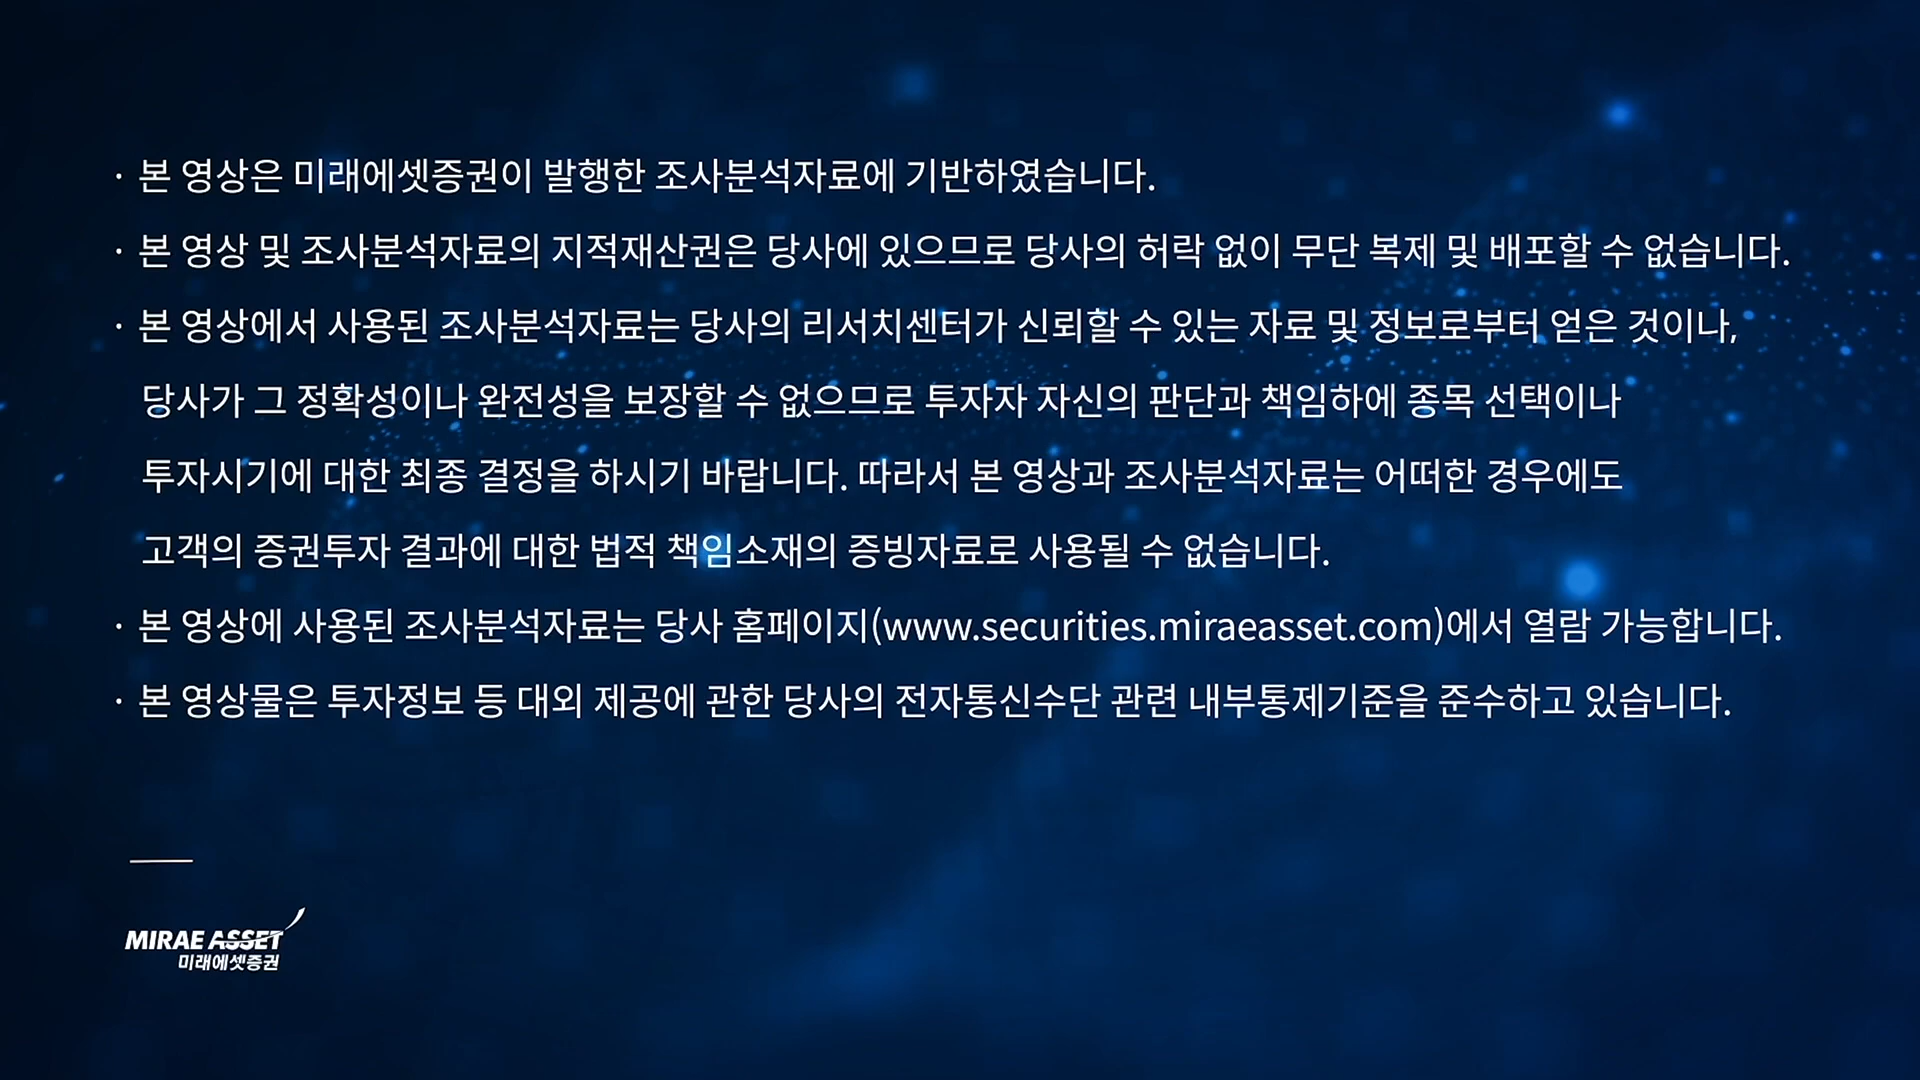 · 본 영상은 미래에셋증권이 발행한 조사분석자료에 기반하였습니다.
· 본 영상 및 조사분석자료의 지적재산권은 당사에 있으므로 당사의 허락 없이 무단 복제 및 배포할 수 없습니다.
· 본 영상에서 사용된 조사분석자료는 당사의 리서치센터가 신뢰할 수 있는 자료 및 정보로부터 얻은 것이나,
당사가 그 정확성이나 완전성을 보장할 수 없으므로 투자자 자신의 판단과 책임하에 종목 선택이나
투자시기에 대한 최종 결정을 하시기 바랍니다. 따라서 본 영상과 조사분석자료는 어떠한 경우에도
고객의 증권투자 결과에 대한 법적 책임소재의 증빙자료로 사용될 수 없습니다.
· 본 영상에 사용된 조사분석자료는 당사 홈페이지(www.securities.miraeasset.com)에서 열람 가능합니다.
· 본 영상물은 투자정보 등 대외 제공에 관한 당사의 전자통신수단 관련 내부통제기준을 준수하고 있습니다.
MIRAE ASSET
미래에셋증권